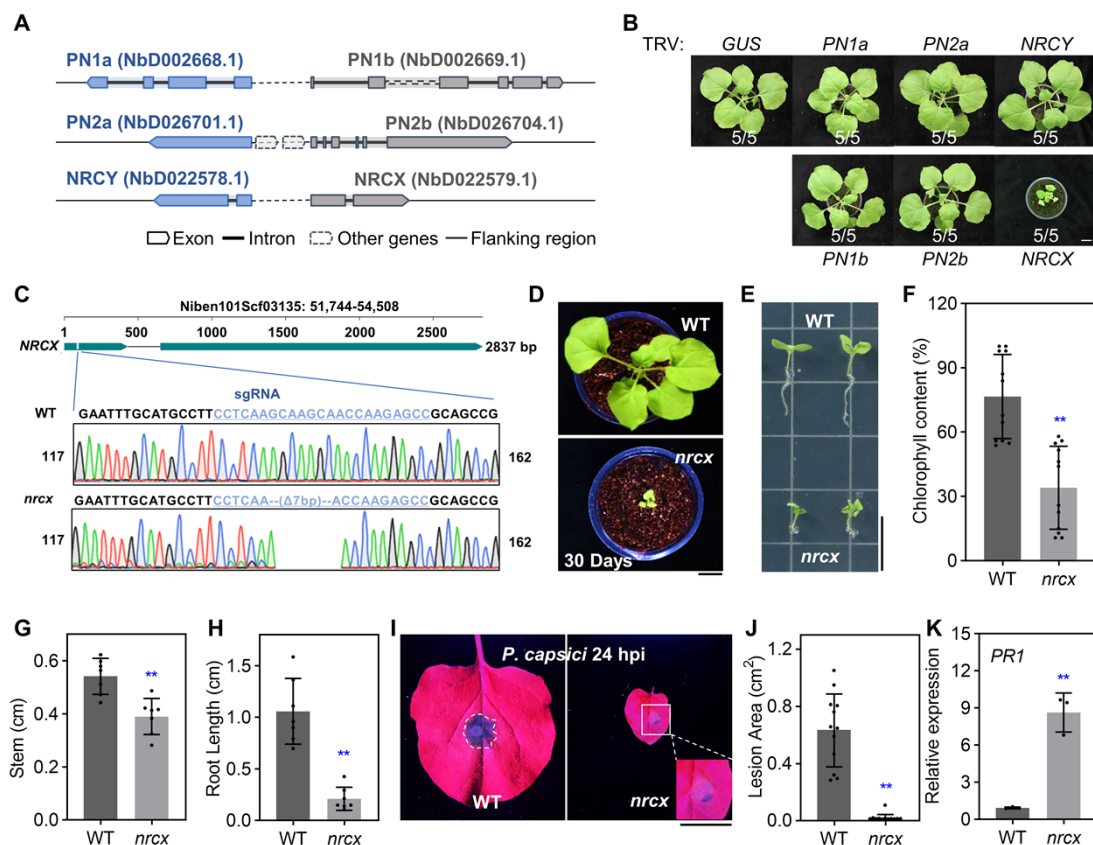 A
PN1a (NbD002668.1) PN1b (NbD002669.1)
PN2a (NbD026701.1) PN2b (NbD026704.1)
NRCY (NbD022578.1) NRCX (NbD022579.1)
Exon Intron Other genes Flanking region
B
TRV: GUS PN1a PN2a NRCY
5/5 5/5 5/5 5/5
5/5 5/5 5/5
PN1b PN2b NRCX
C
Niben101Scf03135: 51,744-54,508
1 500 1000 1500 2000 2500
NRCX 2837 bp
sgRNA
WT GAATTTGCATGCCTTCCTCAAGCAAGCAACCAAGAGCCGCAGCCG
117 162
nrcx GAATTTGCATGCCTTCCTCAA--(Δ7bp)--ACCAAGAGCCGCAGCCG
117 162
D
WT
nrcx
30 Days
E
WT
nrcx
F
Chlorophyll content (%)
120
90
60
30
0
**
WT nrcx
G
Stem (cm)
0.6
0.4
0.2
0.0
**
WT nrcx
H
Root Length (cm)
1.5
1.0
0.5
0.0
**
WT nrcx
I
P. capsici 24 hpi
WT
nrcx
J
Lesion Area (cm²)
1.2
0.8
0.4
0.0
**
WT nrcx
K
Relative expression
15
12
9
6
3
0
PR1
**
WT nrcx